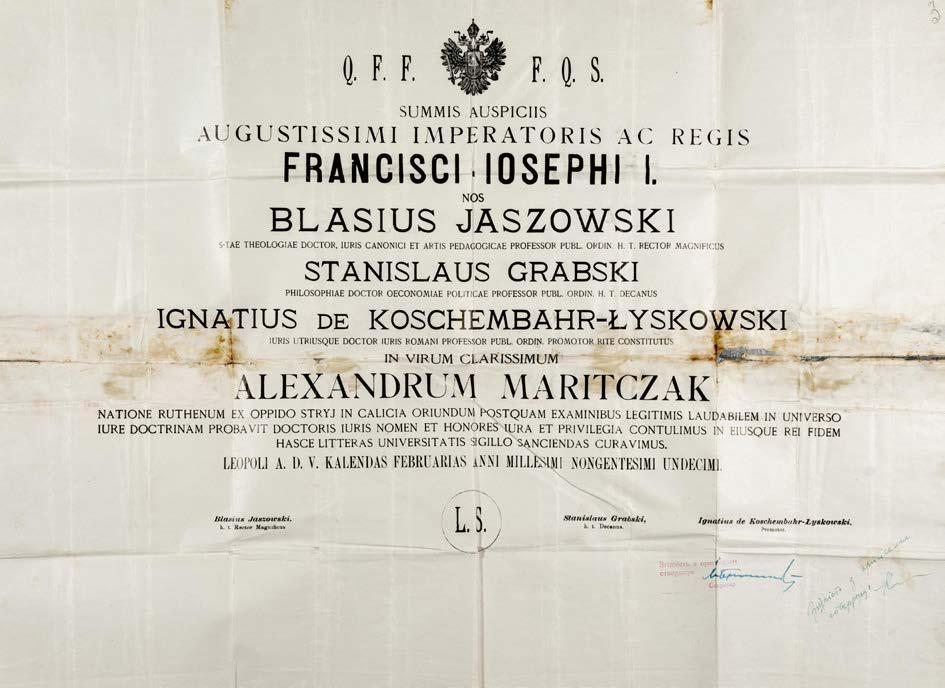 Q. F. F. F. Q. S.
SUMMIS AUSPICIIS
AUGUSTISSIMI IMPERATORIS AC REGIS
FRANCISCI IOSEPHI I.
NOS
BLASIUS JASZOWSKI
S-TAE THEOLOGIAE DOCTOR, IURIS CANONICI ET ARTIS PEDAGOGICAE PROFESSOR PUBL. ORDIN. H. T. RECTOR MAGNIFICUS
STANISLAUS GRABSKI
PHILOSOPHIAE DOCTOR OECONOMIAE POLITICAE PROFESSOR PUBL. ORDIN. H. T. DECANUS
IGNATIUS DE KOSCHEMBAHR-ŁYSKOWSKI
IURIS UTRIUSQUE DOCTOR IURIS ROMANI PROFESSOR PUBL. ORDIN. PROMOTOR RITE CONSTITUTUS
IN VIRUM CLARISSIMUM
ALEXANDRUM MARITCZAK
NATIONE RUTHENUM EX OPPIDO STRYJ IN CALICIA ORIUNDUM POSTQUAM EXAMINIBUS LEGITIMIS LAUDABILEM IN UNIVERSO
IURE DOCTRINAM PROBAVIT DOCTORIS IURIS NOMEN ET HONORES IURA ET PRIVILEGIA CONTULIMUS IN EIUSQUE REI FIDEM
HASCE LITTERAS UNIVERSITATIS SIGILLO SANCIENDAS CURAVIMUS.
LEOPOLI A. D. V. KALENDAS FEBRUARIAS ANNI MILLESIMI NONGENTESIMI UNDECIMI.
Blasius Jaszowski.
h. t. Rector Magnificus
L. S.
Stanislaus Grabski,
h. t. Decanus.
Ignatius de Koschembahr-Łyskowski,
Promotor.